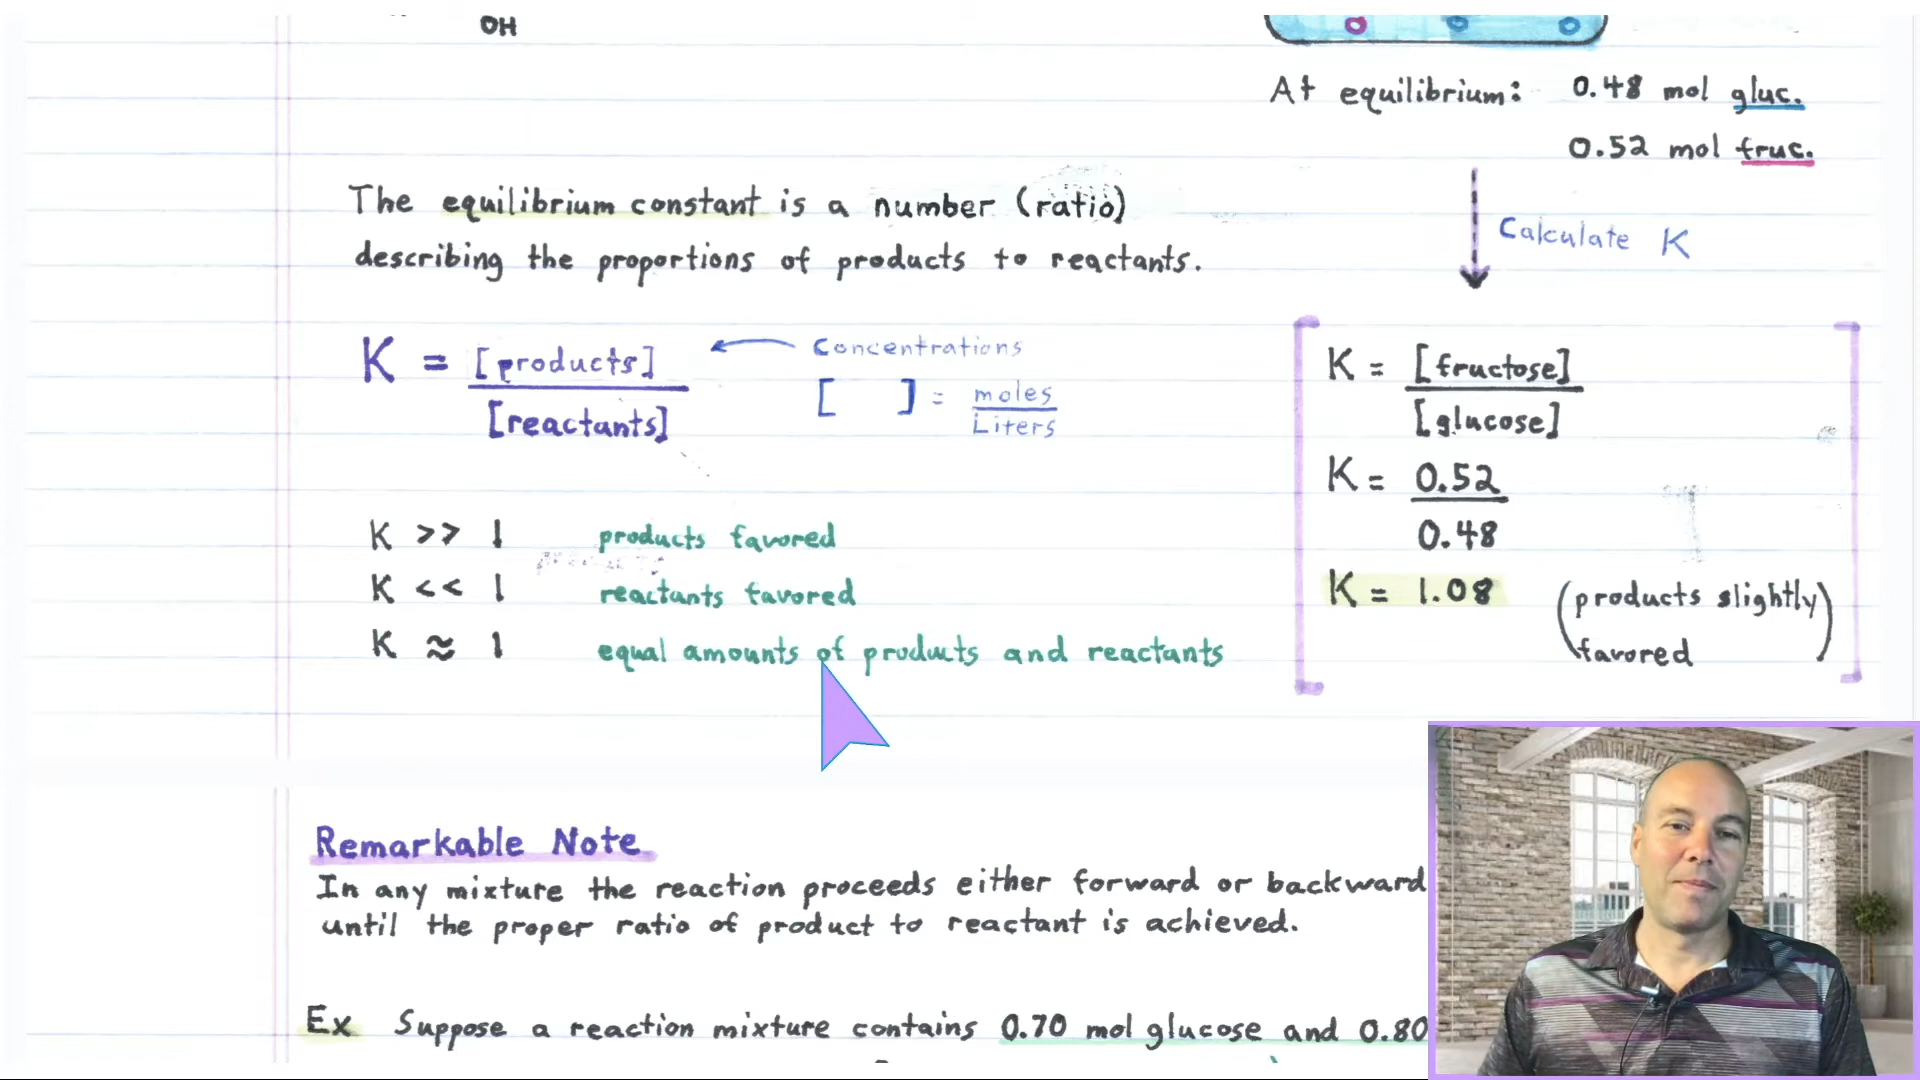 OH
At equilibrium: 0.48 mol gluc.
0.52 mol fruc.
Calculate K
The equilibrium constant is a number (ratio)
describing the proportions of products to reactants.
K = [products]
[reactants]
Concentrations
[ ] = moles
Liters
K >> 1 products favored
K << 1 reactants favored
K ≈ 1 equal amounts of products and reactants
K = [fructose]
[glucose]
K = 0.52
0.48
K = 1.08 (products slightly
favored)
Remarkable Note
In any mixture the reaction proceeds either forward or backward
until the proper ratio of product to reactant is achieved.
Ex Suppose a reaction mixture contains 0.70 mol glucose and 0.80